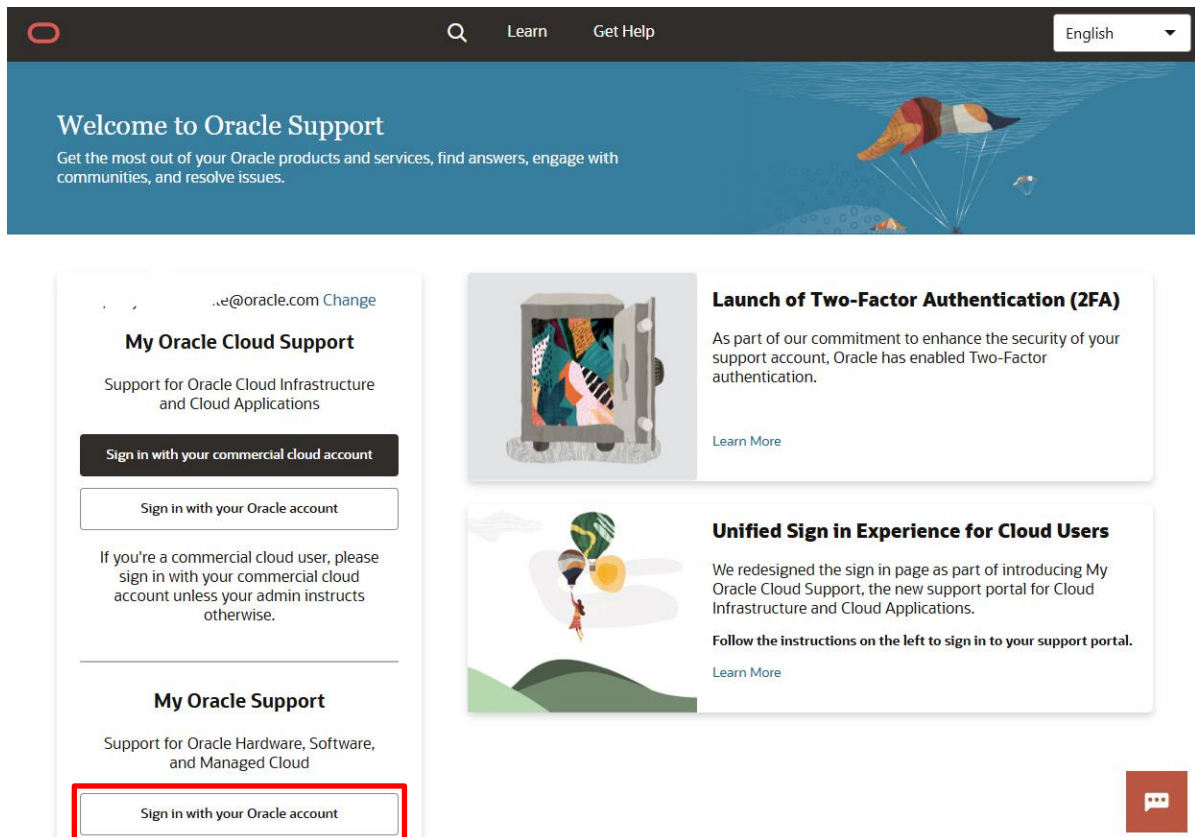 Learn Get Help English
Welcome to Oracle Support
Get the most out of your Oracle products and services, find answers, engage with
communities, and resolve issues.
@oracle.com Change
My Oracle Cloud Support
Support for Oracle Cloud Infrastructure
and Cloud Applications
Sign in with your commercial cloud account
Sign in with your Oracle account
If you're a commercial cloud user, please
sign in with your commercial cloud
account unless your admin instructs
otherwise.
My Oracle Support
Support for Oracle Hardware, Software,
and Managed Cloud
Sign in with your Oracle account
Launch of Two-Factor Authentication (2FA)
As part of our commitment to enhance the security of your
support account, Oracle has enabled Two-Factor
authentication.
Learn More
Unified Sign in Experience for Cloud Users
We redesigned the sign in page as part of introducing My
Oracle Cloud Support, the new support portal for Cloud
Infrastructure and Cloud Applications.
Follow the instructions on the left to sign in to your support portal.
Learn More